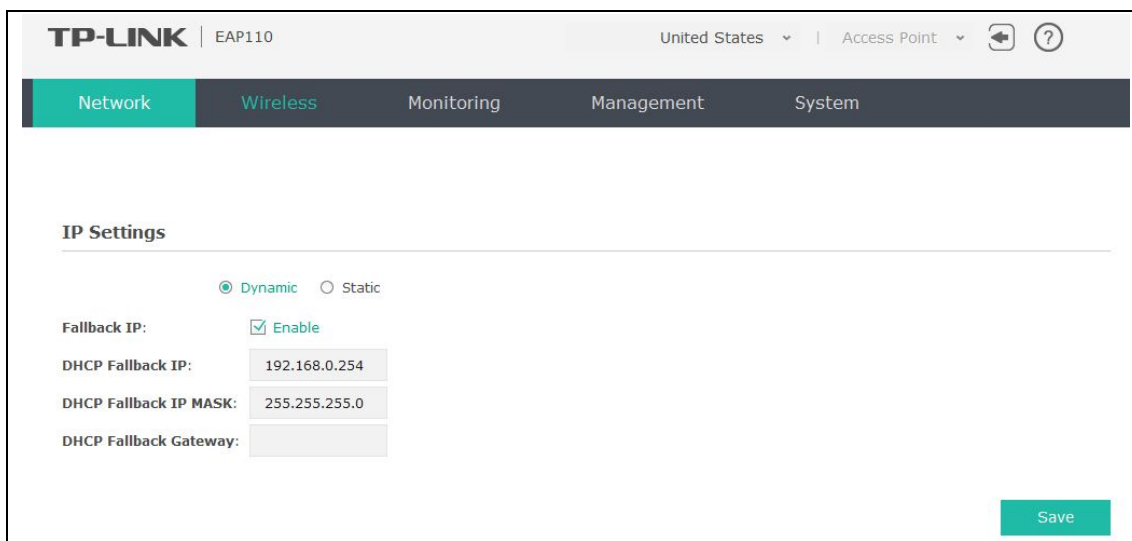 TP-LINK | EAP110 United States | Access Point ?
Network Wireless Monitoring Management System
IP Settings
Dynamic Static
Fallback IP: Enable
DHCP Fallback IP: 192.168.0.254
DHCP Fallback IP MASK: 255.255.255.0
DHCP Fallback Gateway:
Save